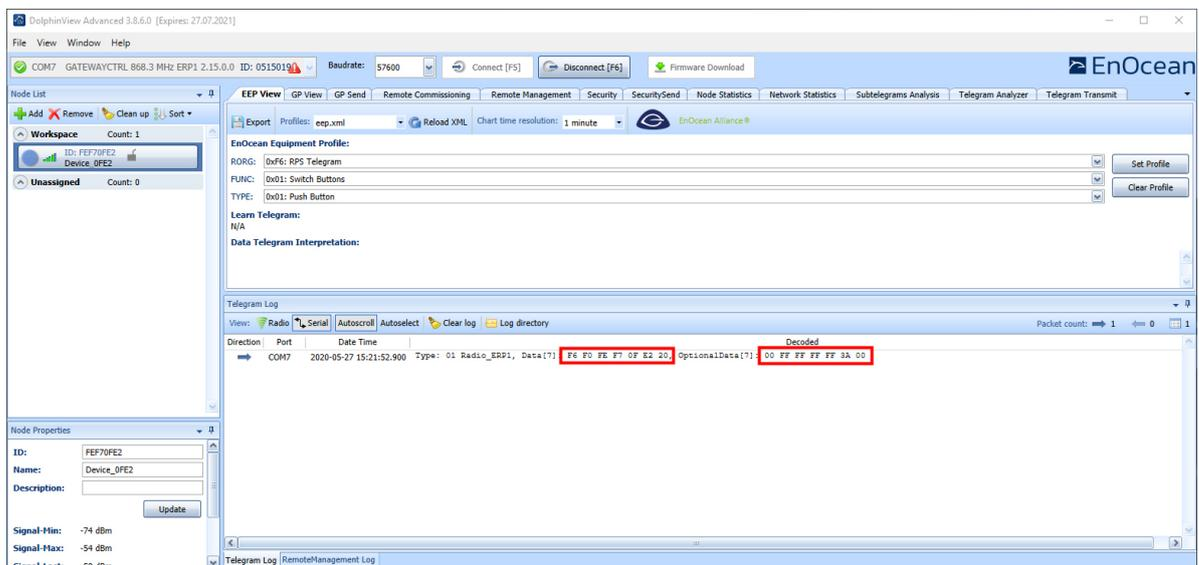 DolphinView Advanced 3.8.6.0 [Expires: 27.07.2021]
File View Window Help
COM7 GATEWAYCTRL 868.3 MHz ERP1 2.15.0.0 ID: 0515019 Baudrate: 57600 Connect [F5] Disconnect [F6] Firmware Download EnOcean
Node List
Add Remove Clean up Sort
Workspace Count: 1
ID: FEF70FE2
Device_0FE2
Unassigned Count: 0
EEP View GP View GP Send Remote Commissioning Remote Management Security SecuritySend Node Statistics Network Statistics Subtelegrams Analysis Telegram Analyzer Telegram Transmit
Export Profiles: eep.xml Reload XML Chart time resolution: 1 minute EnOcean Alliance®
EnOcean Equipment Profile:
RORG: 0xF6: RPS Telegram Set Profile
FUNC: 0x01: Switch Buttons
Clear Profile
TYPE: 0x01: Push Button
Learn Telegram:
N/A
Data Telegram Interpretation:
Telegram Log
View: Radio Serial Autoscroll Autoselect Clear log Log directory Packet count: 1 0 1
Direction Port Date Time Decoded
COM7 2020-05-27 15:21:52.900 Type: 01 Radio_ERP1, Data[7]: F6 F0 FE F7 0F E2 20, OptionalData[7]: 00 FF FF FF FF 3A 00
Node Properties
ID: FEF70FE2
Name: Device_0FE2
Description:
Update
Signal-Min: -74 dBm
Signal-Max: -54 dBm
Telegram Log RemoteManagement Log